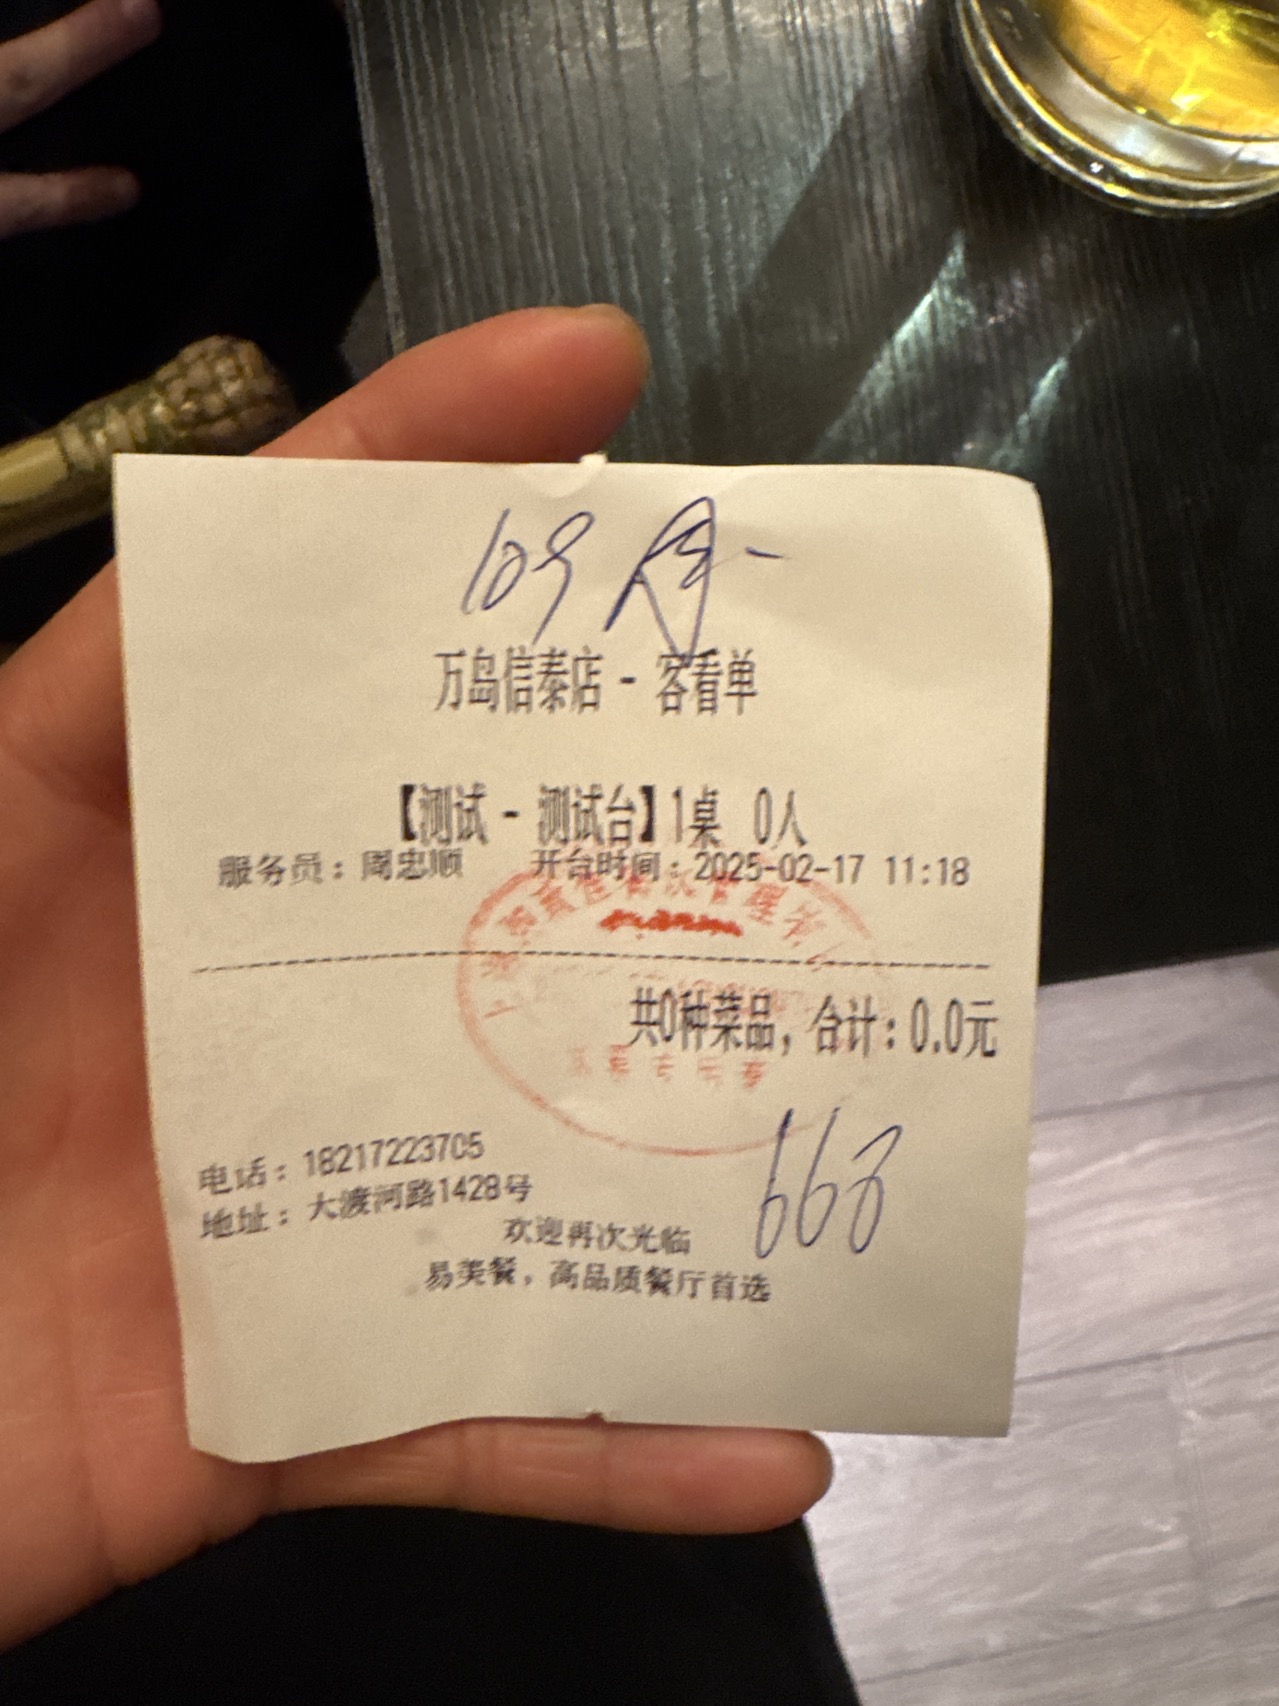 109
万岛信泰店 - 客看单
【测试 - 测试台】1桌 0人
服务员：周忠顺 开台时间：2025-02-17 11:18
共0种菜品，合计：0.0元
电话：18217223705
地址：大渡河路1428号
欢迎再次光临
易美餐，高品质餐厅首选